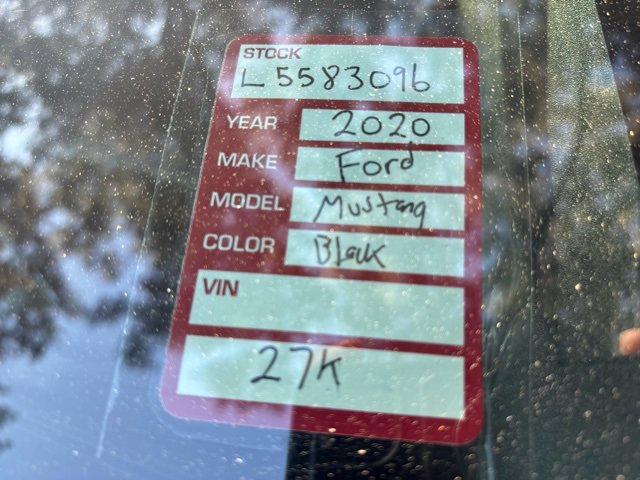 STOCK
L5583096
YEAR 2020
MAKE Ford
MODEL Mustang
COLOR Black
VIN
27K